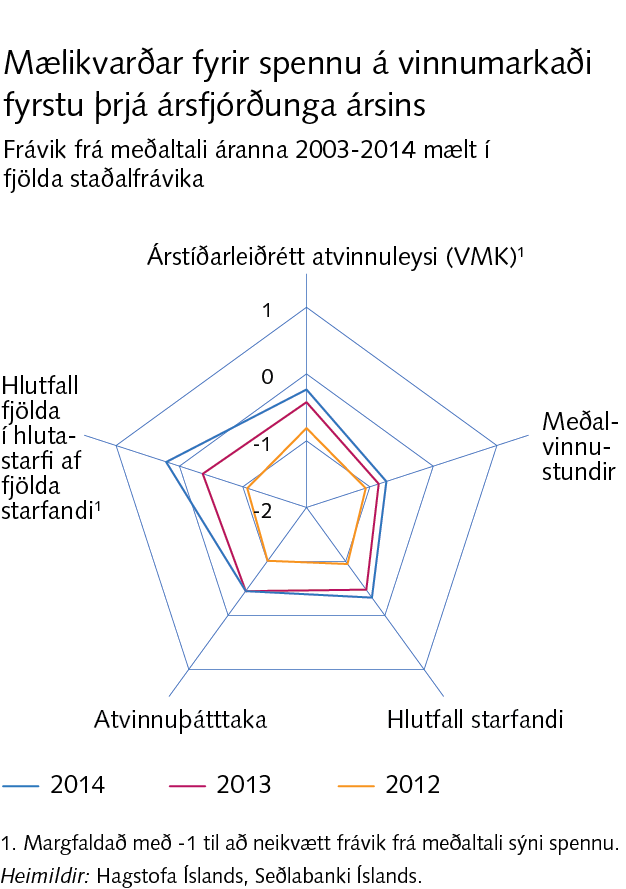 Mælikvarðar fyrir spennu á vinnumarkaði
fyrstu þrjá ársfjórðunga ársins
Frávik frá meðaltali áranna 2003-2014 mælt í
fjölda staðalfrávika
Árstíðarleiðrétt atvinnuleysi (VMK)¹
1
0
-1
-2
Hlutfall
fjölda
í hluta-
starfi af
fjölda
starfandi¹
Meðal-
vinnu-
stundir
Atvinnuþátttaka
Hlutfall starfandi
2014 2013 2012
1. Margfaldað með -1 til að neikvætt frávik frá meðaltali sýni spennu.
Heimildir: Hagstofa Íslands, Seðlabanki Íslands.